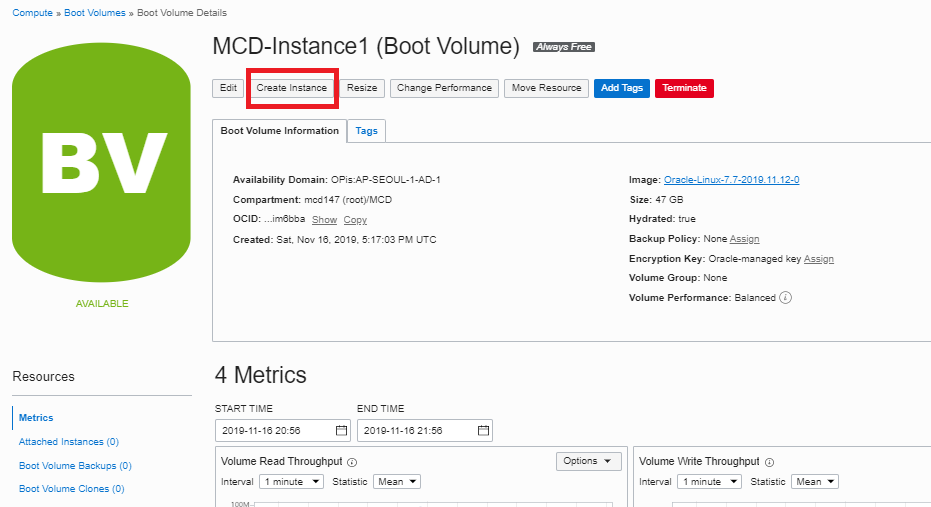 Compute » Boot Volumes » Boot Volume Details
BV
AVAILABLE
MCD-Instance1 (Boot Volume) Always Free
Edit Create Instance Resize Change Performance Move Resource Add Tags Terminate
Boot Volume Information Tags
Availability Domain: OPis:AP-SEOUL-1-AD-1
Compartment: mcd147 (root)/MCD
OCID: ...im6bba Show Copy
Created: Sat, Nov 16, 2019, 5:17:03 PM UTC
Image: Oracle-Linux-7.7-2019.11.12-0
Size: 47 GB
Hydrated: true
Backup Policy: None Assign
Encryption Key: Oracle-managed key Assign
Volume Group: None
Volume Performance: Balanced
Resources
Metrics
Attached Instances (0)
Boot Volume Backups (0)
Boot Volume Clones (0)
4 Metrics
START TIME END TIME
2019-11-16 20:56 2019-11-16 21:56
Volume Read Throughput Options
Interval 1 minute Statistic Mean
100M
Volume Write Throughput
Interval 1 minute Statistic Mean